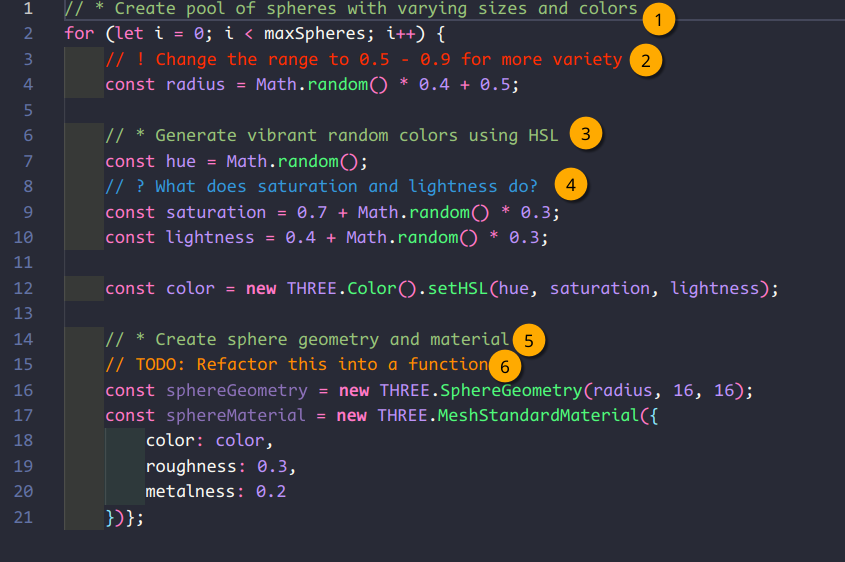 1 // * Create pool of spheres with varying sizes and colors 1
2 for (let i = 0; i < maxSpheres; i++) {
3 // ! Change the range to 0.5 - 0.9 for more variety 2
4 const radius = Math.random() * 0.4 + 0.5;
5
6 // * Generate vibrant random colors using HSL 3
7 const hue = Math.random();
8 // ? What does saturation and lightness do? 4
9 const saturation = 0.7 + Math.random() * 0.3;
10 const lightness = 0.4 + Math.random() * 0.3;
11
12 const color = new THREE.Color().setHSL(hue, saturation, lightness);
13
14 // * Create sphere geometry and material 5
15 // TODO: Refactor this into a function 6
16 const sphereGeometry = new THREE.SphereGeometry(radius, 16, 16);
17 const sphereMaterial = new THREE.MeshStandardMaterial({
18 color: color,
19 roughness: 0.3,
20 metalness: 0.2
21 })};